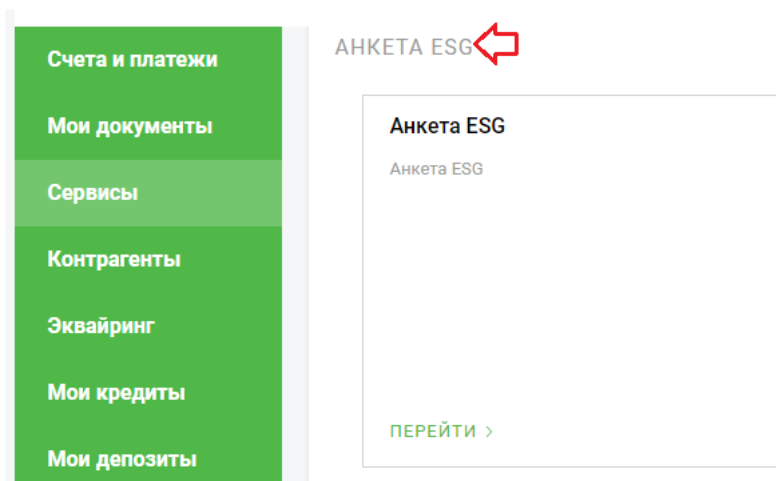 Счета и платежи
Мои документы
Сервисы
Контрагенты
Эквайринг
Мои кредиты
Мои депозиты
АНКЕТА ESG
Анкета ESG
Анкета ESG
ПЕРЕЙТИ >